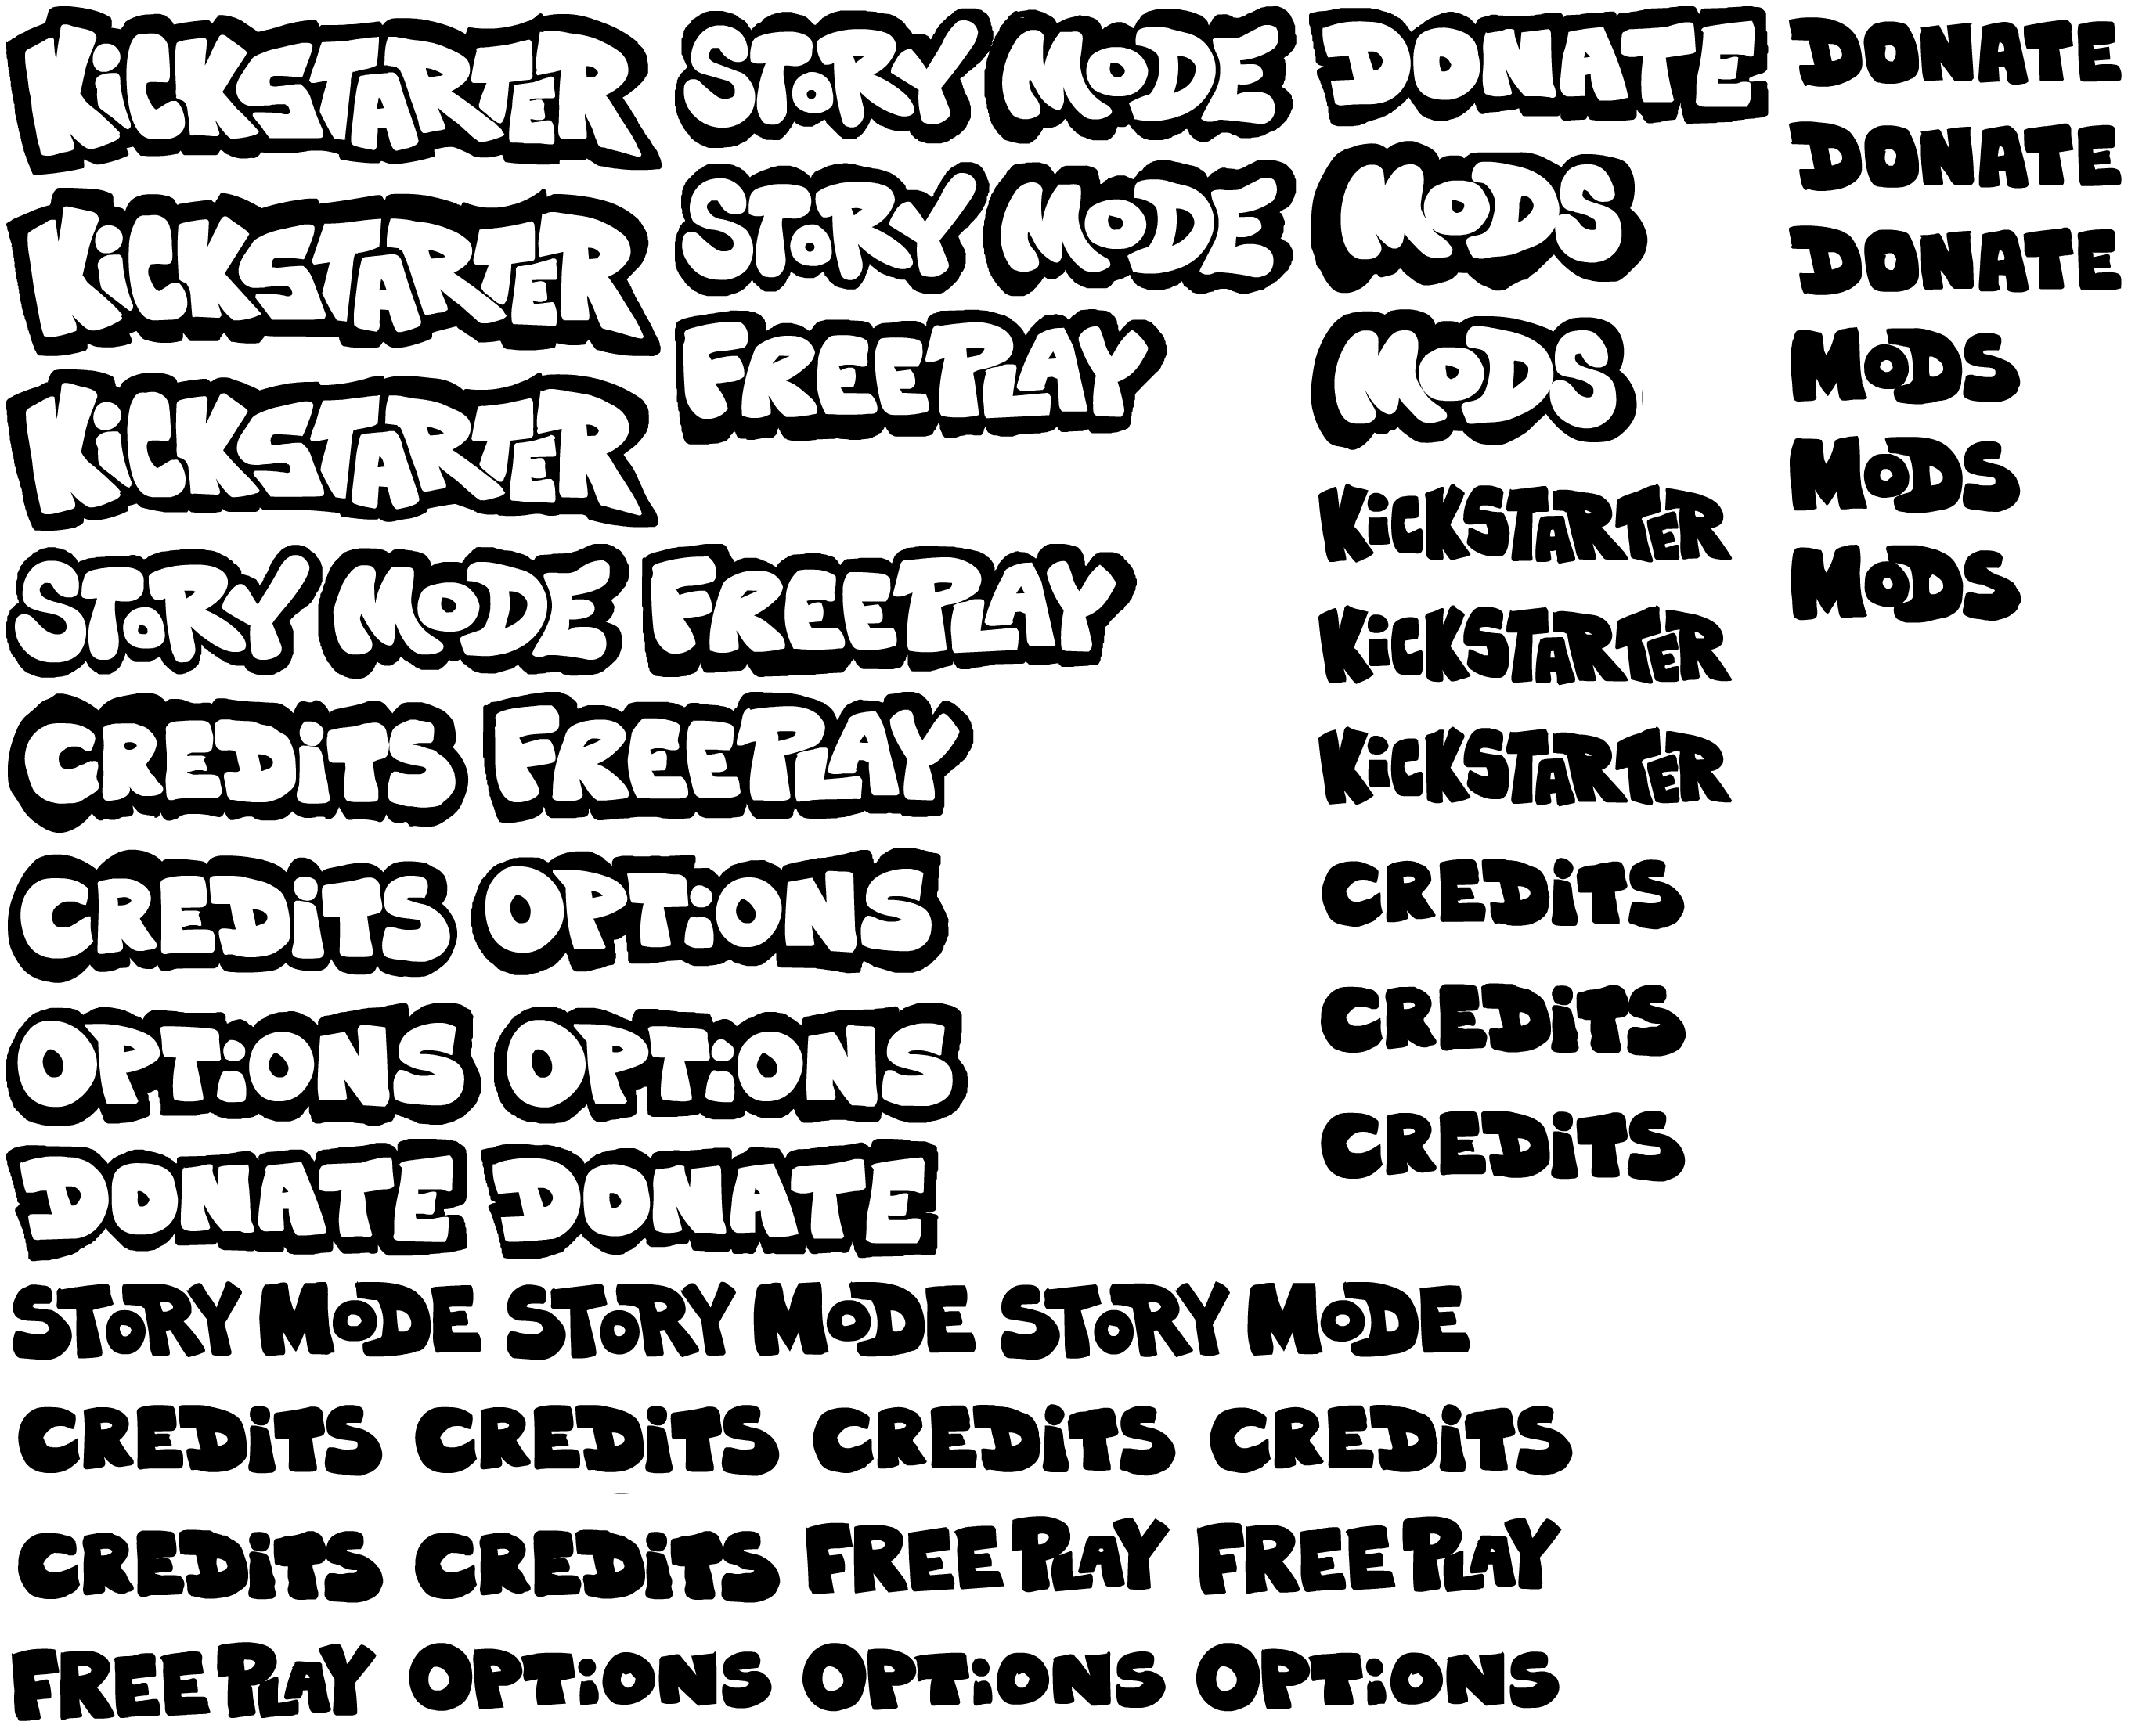 KiCKSTARTER STORY MODE DONATE DONATE
DONATE
KiCKSTARTER STORY MODE MODS DONATE
FREEPLAY MODS MODS
KiCKSTARTER MODS
KiCKSTARTER
STORY MODE FREEPLAY MODS
KiCKSTARTER
CREDiTS FREEPLAY KiCKSTARTER
CREDiTS OPTiONS CREDiTS
OPTiONS OPTiONS CREDiTS
DONATE DONATE CREDiTS
STORY MODE STORY MODE STORY MODE
CREDiTS CREDiTS CREDiTS CREDiTS
CREDiTS CREDiTS FREEPLAY FREEPLAY
FREEPLAY OPTiONS OPTiONS OPTiONS